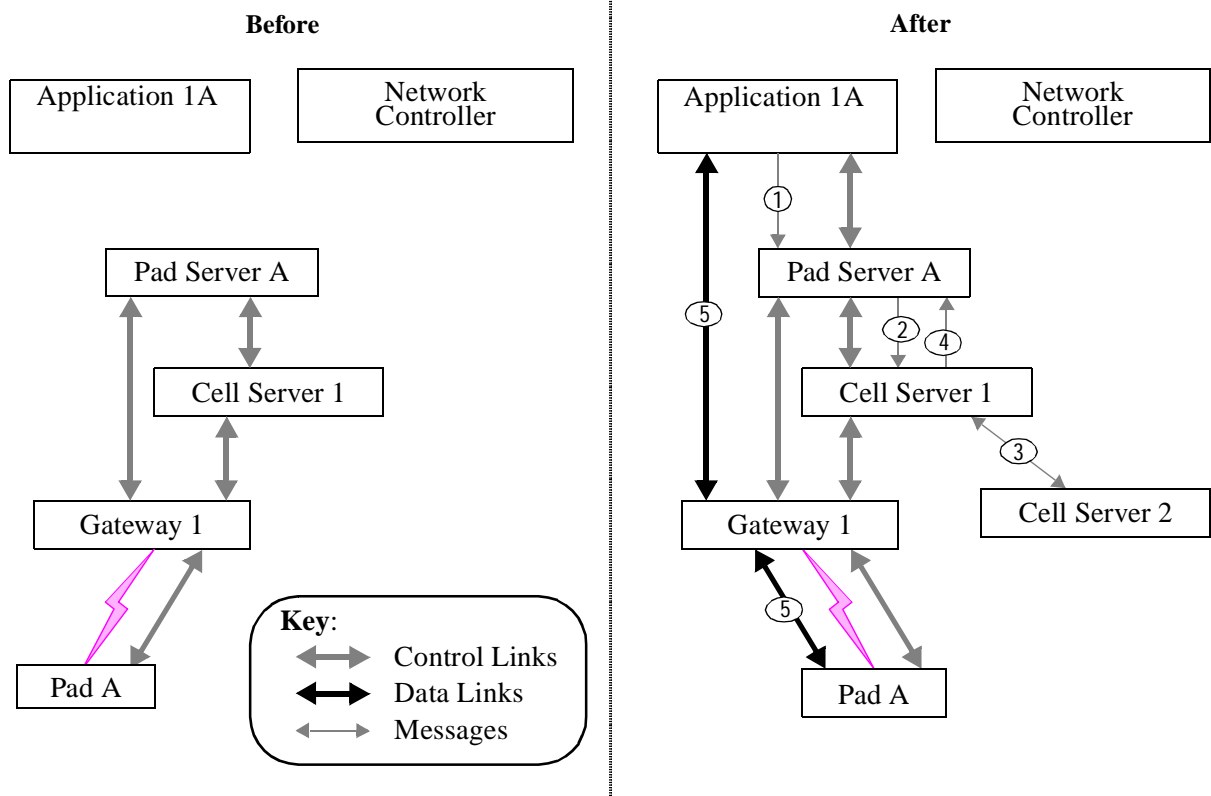 Before
Application 1A
Network
Controller
Pad Server A
Cell Server 1
Gateway 1
Pad A
Key:
Control Links
Data Links
Messages
After
Application 1A
Network
Controller
1
Pad Server A
5
2
4
Cell Server 1
3
Cell Server 2
Gateway 1
5
Pad A